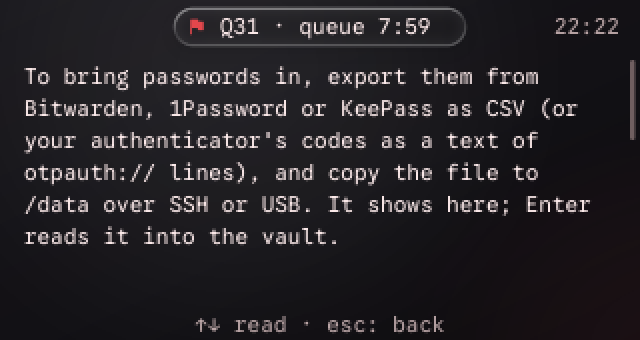 Q31 · queue 7:59
22:22
To bring passwords in, export them from
Bitwarden, 1Password or KeePass as CSV (or
your authenticator's codes as a text of
otpauth:// lines), and copy the file to
/data over SSH or USB. It shows here; Enter
reads it into the vault.
↑↓ read · esc: back